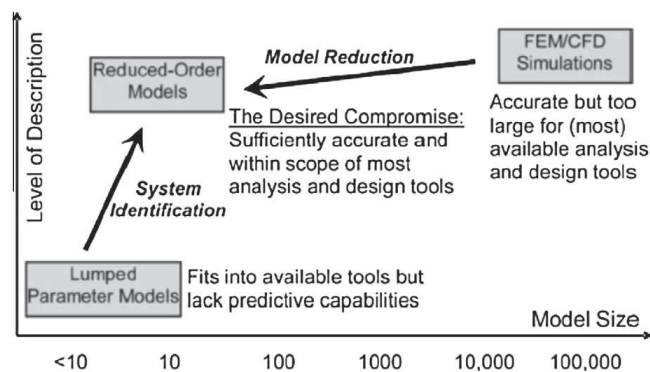 Level of Description
Reduced-Order
Models
Model Reduction
FEM/CFD
Simulations
The Desired Compromise:
Sufficiently accurate and
within scope of most
analysis and design tools
Accurate but too
large for (most)
available analysis
and design tools
System
Identification
Lumped
Parameter Models
Fits into available tools but
lack predictive capabilities
Model Size
<10 10 100 1000 10,000 100,000